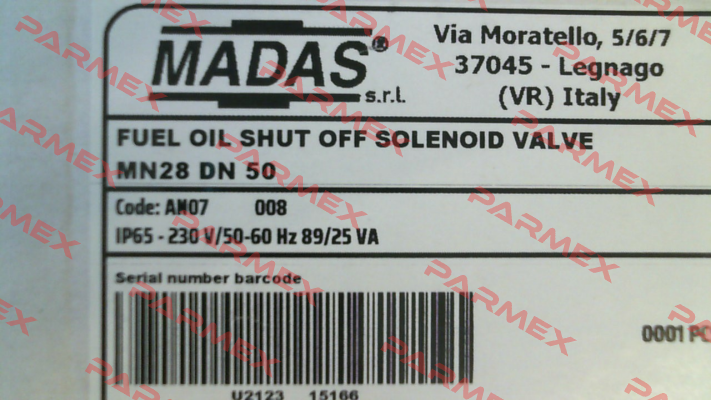 MADAS® s.r.l.
Via Moratello, 5/6/7
37045 - Legnago
(VR) Italy
FUEL OIL SHUT OFF SOLENOID VALVE
MN28 DN 50
Code: AM07 008
IP65 - 230 V/50-60 Hz 89/25 VA
Serial number barcode
0001 PC
U2123 15166
PARMEX